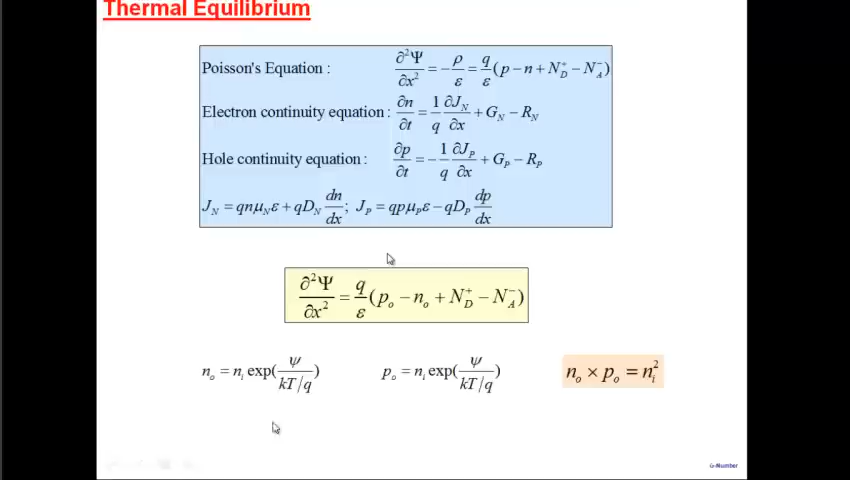 Thermal Equilibrium
Poisson's Equation : ∂²Ψ/∂x² = −ρ/ε = q/ε (p − n + N_D⁺ − N_A⁻)
Electron continuity equation : ∂n/∂t = 1/q ∂J_N/∂x + G_N − R_N
Hole continuity equation : ∂p/∂t = −1/q ∂J_P/∂x + G_P − R_P
J_N = qnμ_Nε + qD_N dn/dx; J_P = qpμ_Pε − qD_P dp/dx
∂²Ψ/∂x² = q/ε (p_o − n_o + N_D⁺ − N_A⁻)
n_o = n_i exp(ψ/(kT/q)) p_o = n_i exp(ψ/(kT/q)) n_o × p_o = n_i²